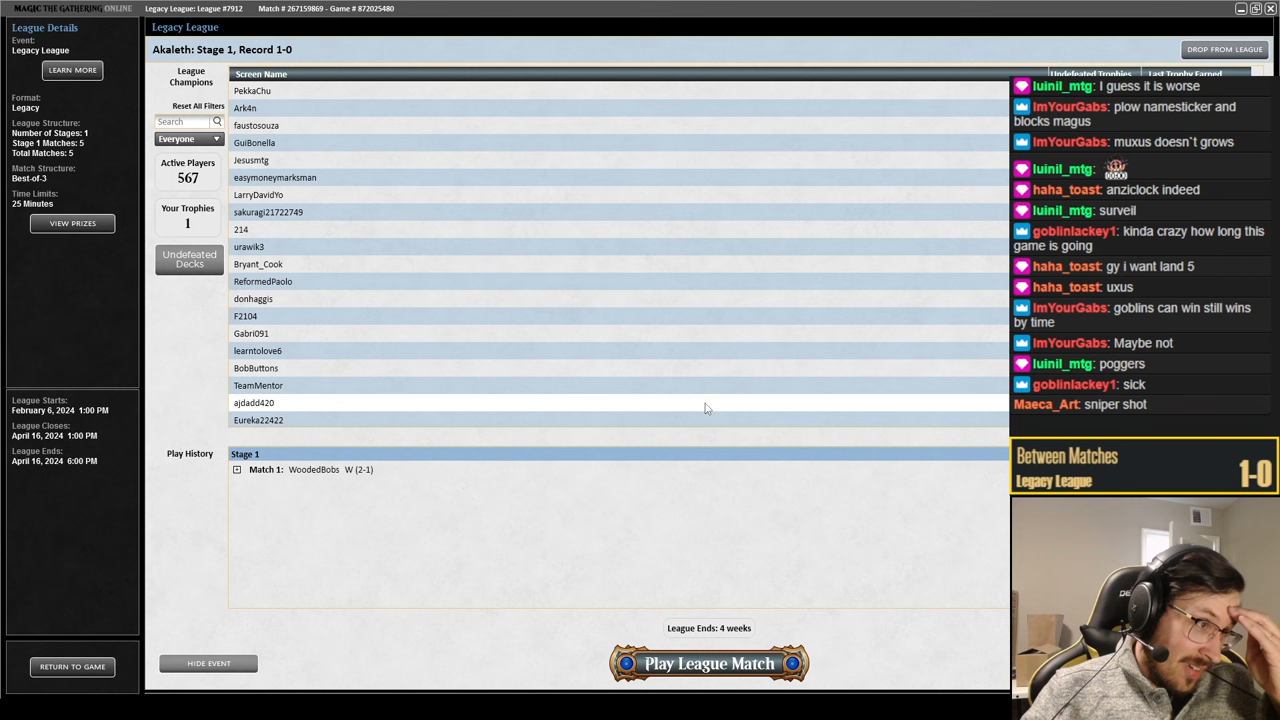 MAGIC THE GATHERING ONLINE
Legacy League: League #7912
Match # 267159869 - Game # 872025480
League Details
Event:
Legacy League
LEARN MORE
Format:
Legacy
League Structure:
Number of Stages: 1
Stage 1 Matches: 5
Total Matches: 5
Match Structure:
Best-of-3
Time Limits:
25 Minutes
VIEW PRIZES
League Starts:
February 6, 2024 1:00 PM
League Closes:
April 16, 2024 1:00 PM
League Ends:
April 16, 2024 6:00 PM
RETURN TO GAME
Legacy League
Akaleth: Stage 1, Record 1-0
DROP FROM LEAGUE
League
Champions
Reset All Filters
Search
Everyone
Active Players
567
Your Trophies
1
Undefeated
Decks
Screen Name
Undefeated Trophies
Last Trophy Earned
PekkaChu
Ark4n
faustosouza
GuiBonella
Jesusmtg
easymoneymarksman
LarryDavidYo
sakuragi21722749
214
urawik3
Bryant_Cook
ReformedPaolo
donhaggis
F2104
Gabri091
learntolove6
BobButtons
TeamMentor
ajdadd420
Eureka22422
Play History
Stage 1
Match 1: WoodedBobs W (2-1)
League Ends: 4 weeks
HIDE EVENT
Play League Match
luinil_mtg: I guess it is worse
ImYourGabs: plow namesticker and
blocks magus
ImYourGabs: muxus doesn`t grows
luinil_mtg:
haha_toast: anziclock indeed
luinil_mtg: surveil
goblinlackey1: kinda crazy how long this
game is going
haha_toast: gy i want land 5
haha_toast: uxus
ImYourGabs: goblins can win still wins
by time
ImYourGabs: Maybe not
luinil_mtg: poggers
goblinlackey1: sick
Maeca_Art: sniper shot
Between Matches
Legacy League
1-0